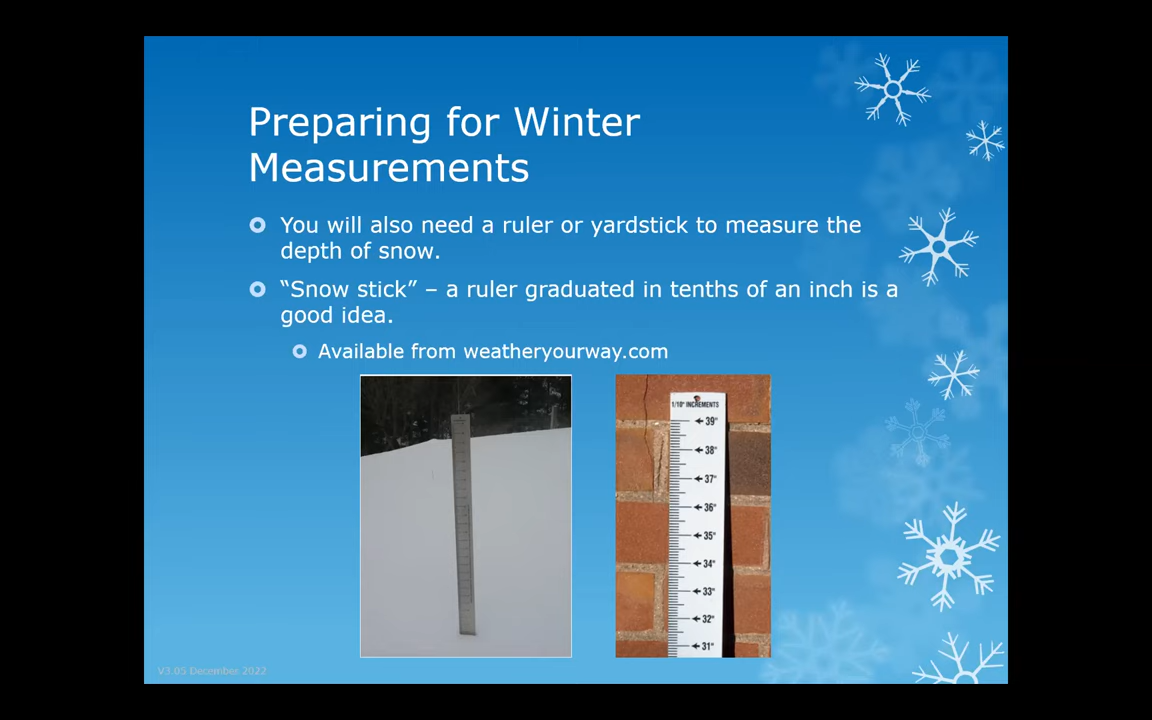 Preparing for Winter
Measurements
You will also need a ruler or yardstick to measure the
depth of snow.
“Snow stick” – a ruler graduated in tenths of an inch is a
good idea.
Available from weatheryourway.com
1/10" INCREMENTS
39"
38"
37"
36"
35"
34"
33"
32"
31"
V3.05 December 2022